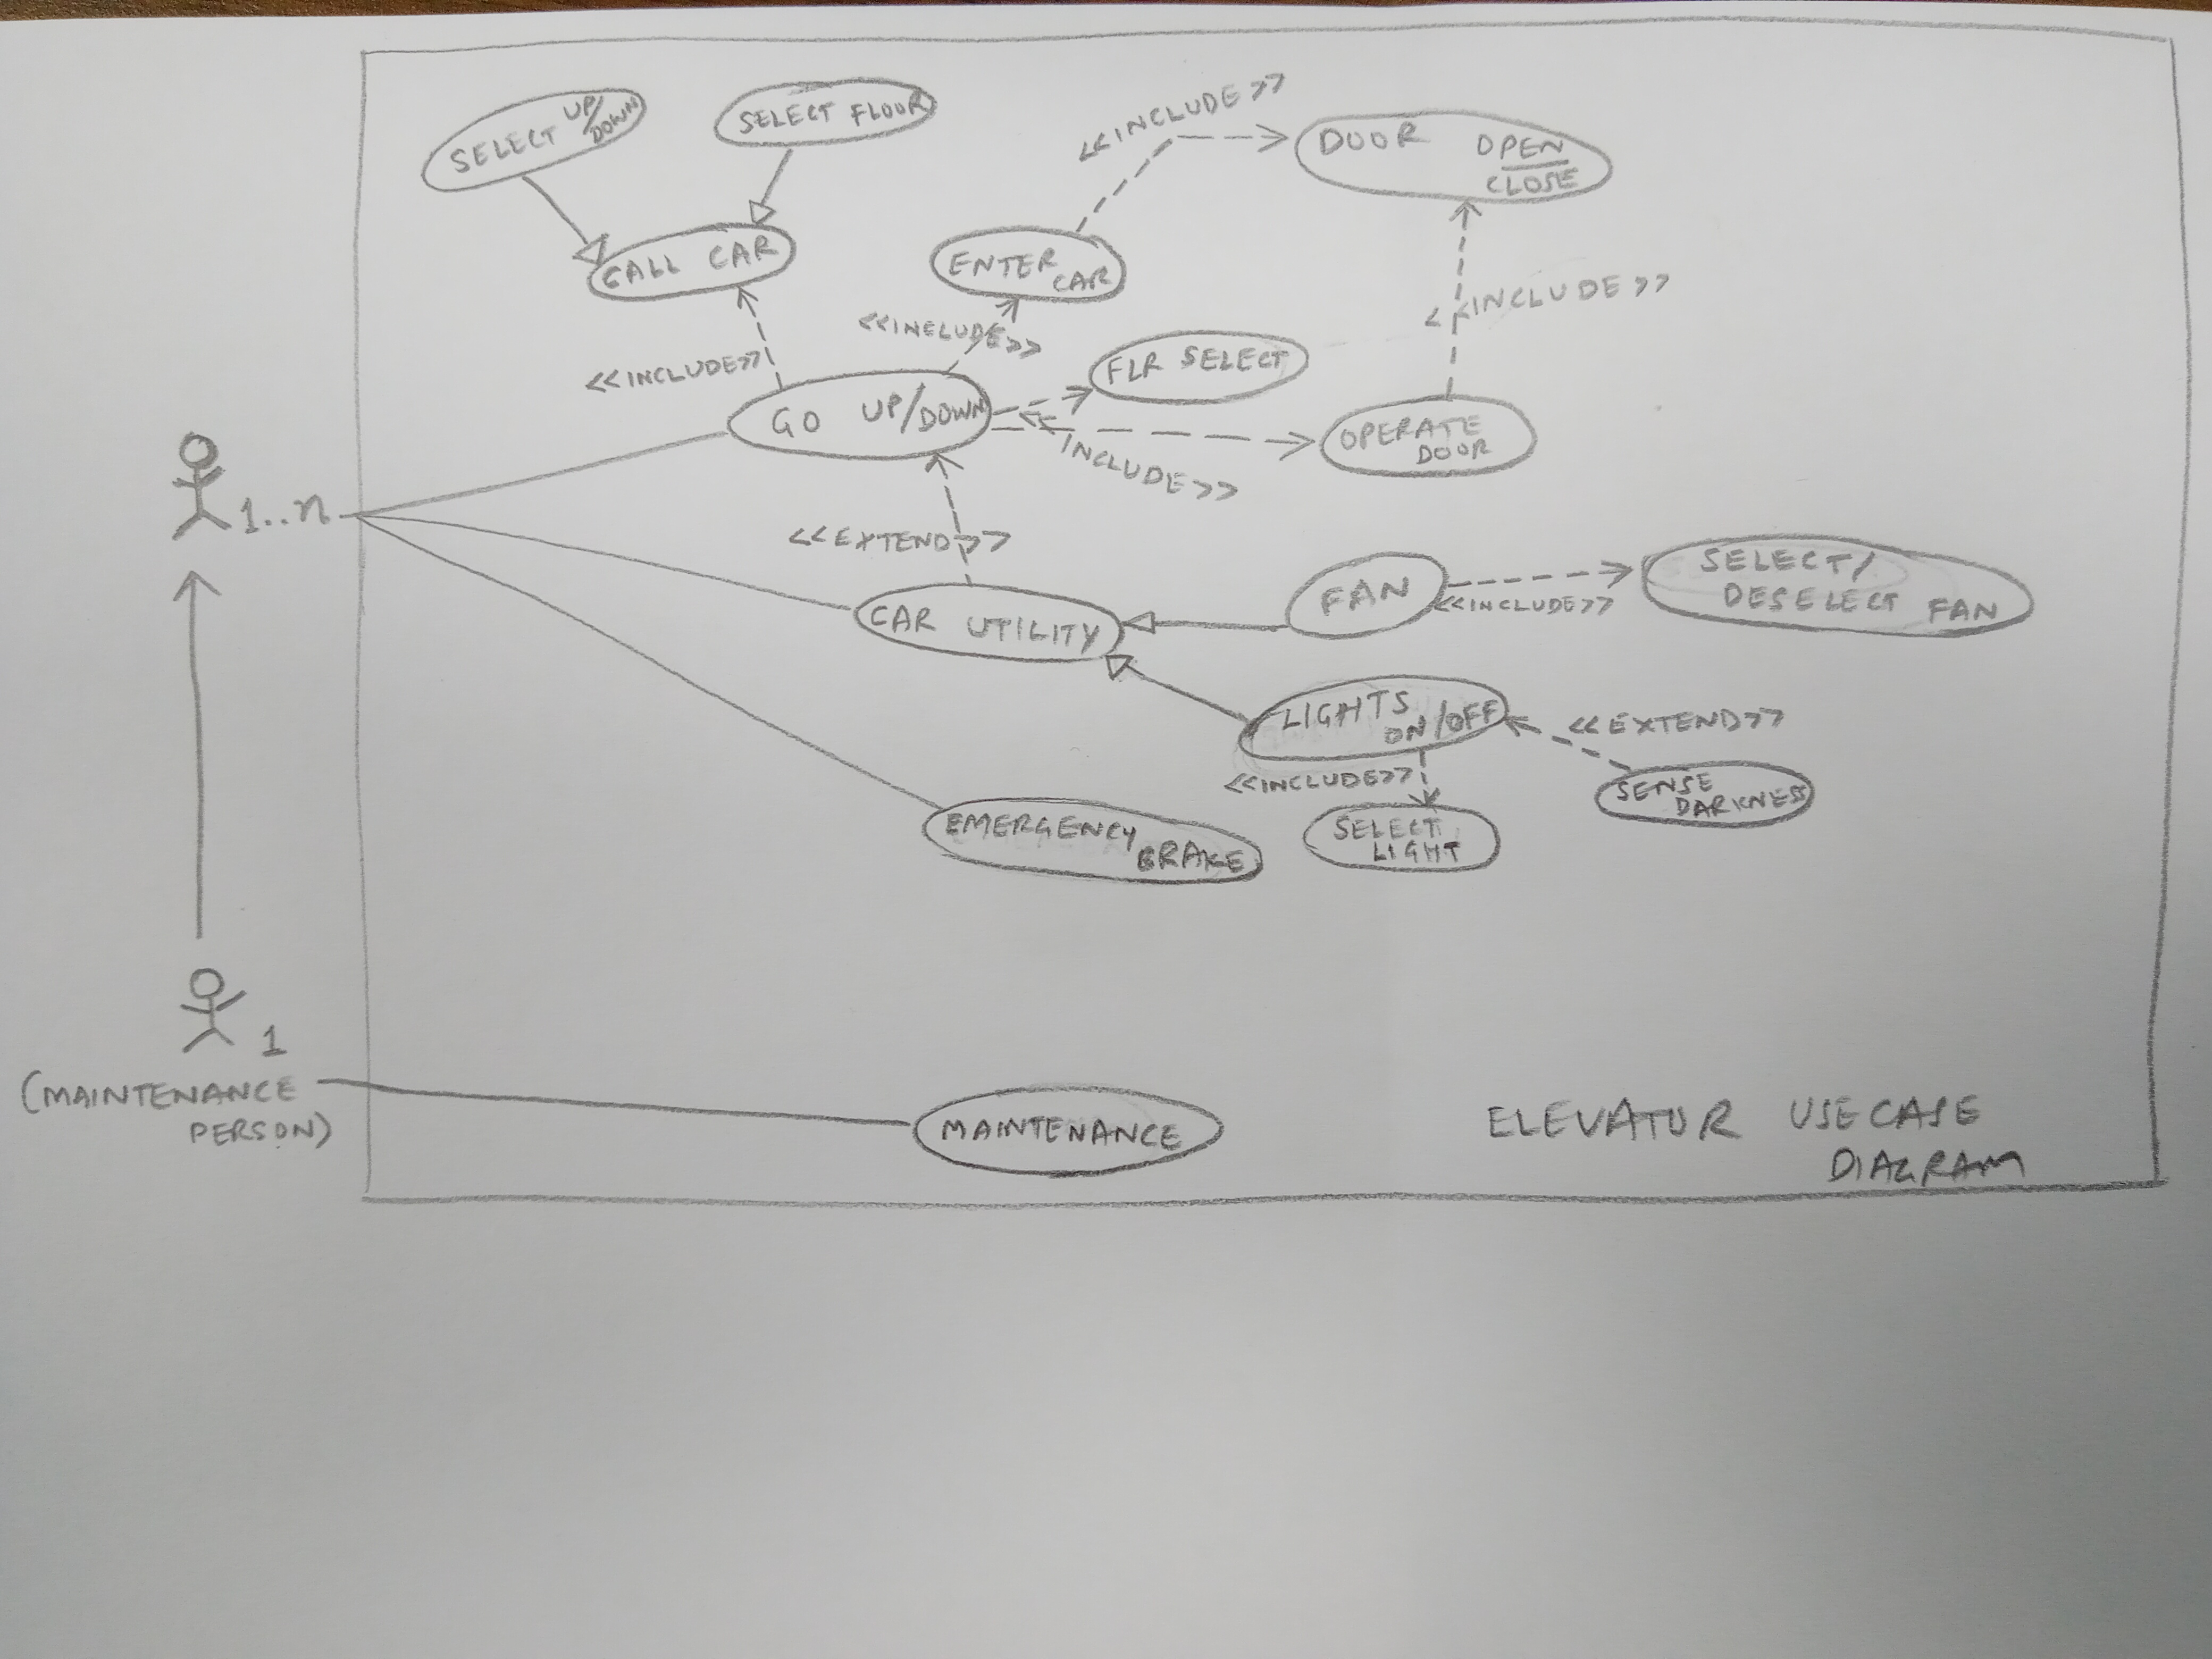 SELECT UP/
DOWN
SELECT FLOOR
CALL CAR
<<INCLUDE>>
<<INCLUDE>>
ENTER
CAR
<<INCLUDE>>
DOOR OPEN
CLOSE
1..n
GO UP/DOWN
FLR SELECT
<<INCLUDE>>
OPERATE
DOOR
<<INCLUDE>>
<<EXTEND>>
CAR UTILITY
FAN
<<INCLUDE>>
SELECT/
DESELECT FAN
LIGHTS
ON/OFF
<<INCLUDE>>
<<EXTEND>>
SENSE
DARKNESS
SELECT
LIGHT
EMERGENCY
BRAKE
1
(MAINTENANCE
PERSON)
MAINTENANCE
ELEVATOR USECASE
DIAGRAM